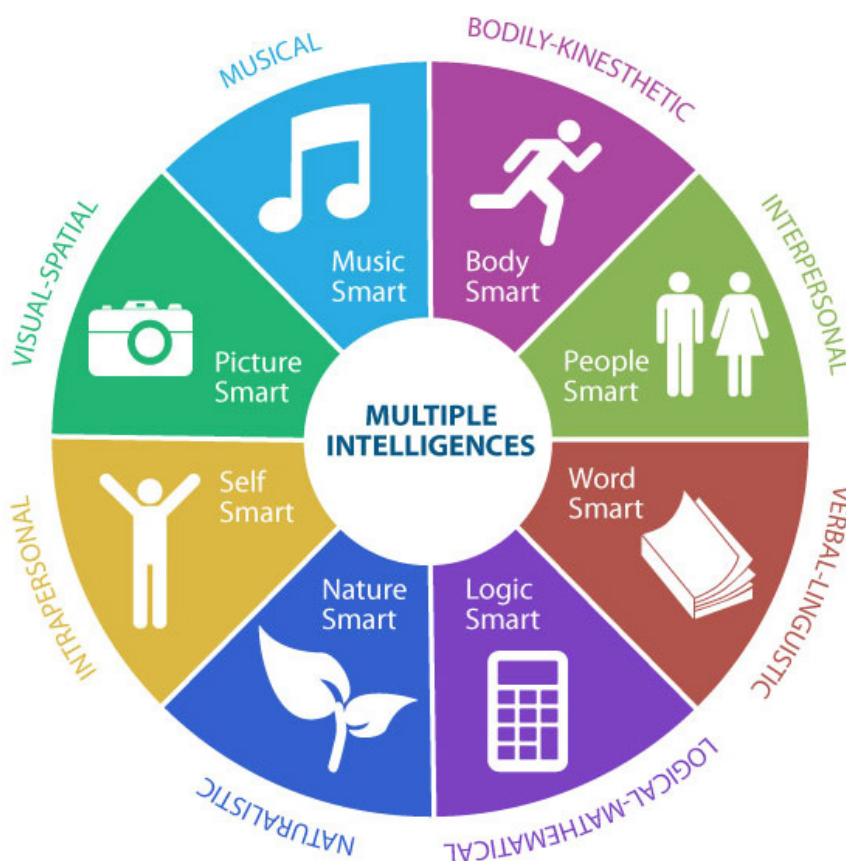 MUSICAL
BODILY-KINESTHETIC
INTERPERSONAL
VERBAL-LINGUISTIC
LOGICAL-MATHEMATICAL
NATURALISTIC
INTRAPERSONAL
VISUAL-SPATIAL
Music
Smart
Body
Smart
People
Smart
Word
Smart
Logic
Smart
Nature
Smart
Self
Smart
Picture
Smart
MULTIPLE
INTELLIGENCES